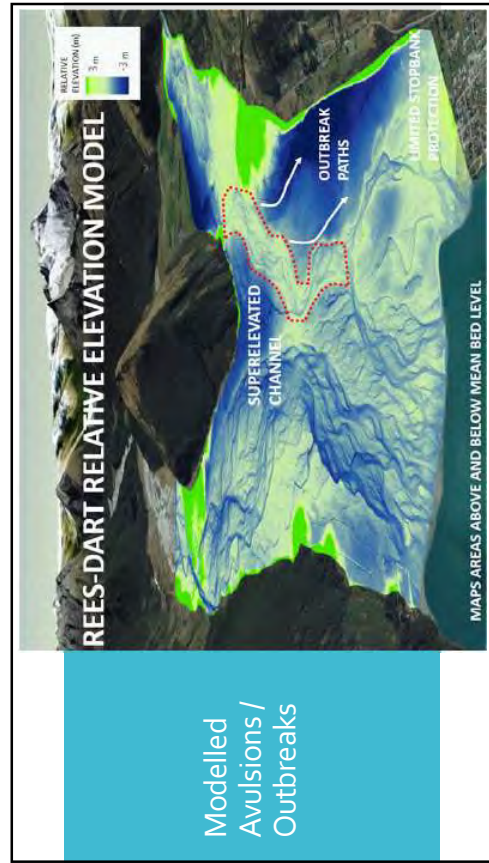 Modelled
Avulsions /
Outbreaks
REES-DART RELATIVE ELEVATION MODEL
RELATIVE
ELEVATION (m)
3 m
-3 m
SUPERELEVATED
CHANNEL
OUTBREAK
PATHS
LIMITED STOPBANK
PROTECTION
MAPS AREAS ABOVE AND BELOW MEAN BED LEVEL